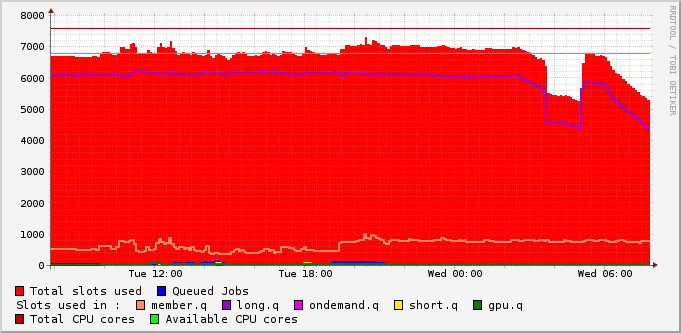 8000
7000
6000
5000
4000
3000
2000
1000
0
Tue 12:00 Tue 18:00 Wed 00:00 Wed 06:00
Total slots used Queued Jobs
Slots used in : member.q long.q ondemand.q short.q gpu.q
Total CPU cores Available CPU cores
RRDTOOL / TOBI OETIKER